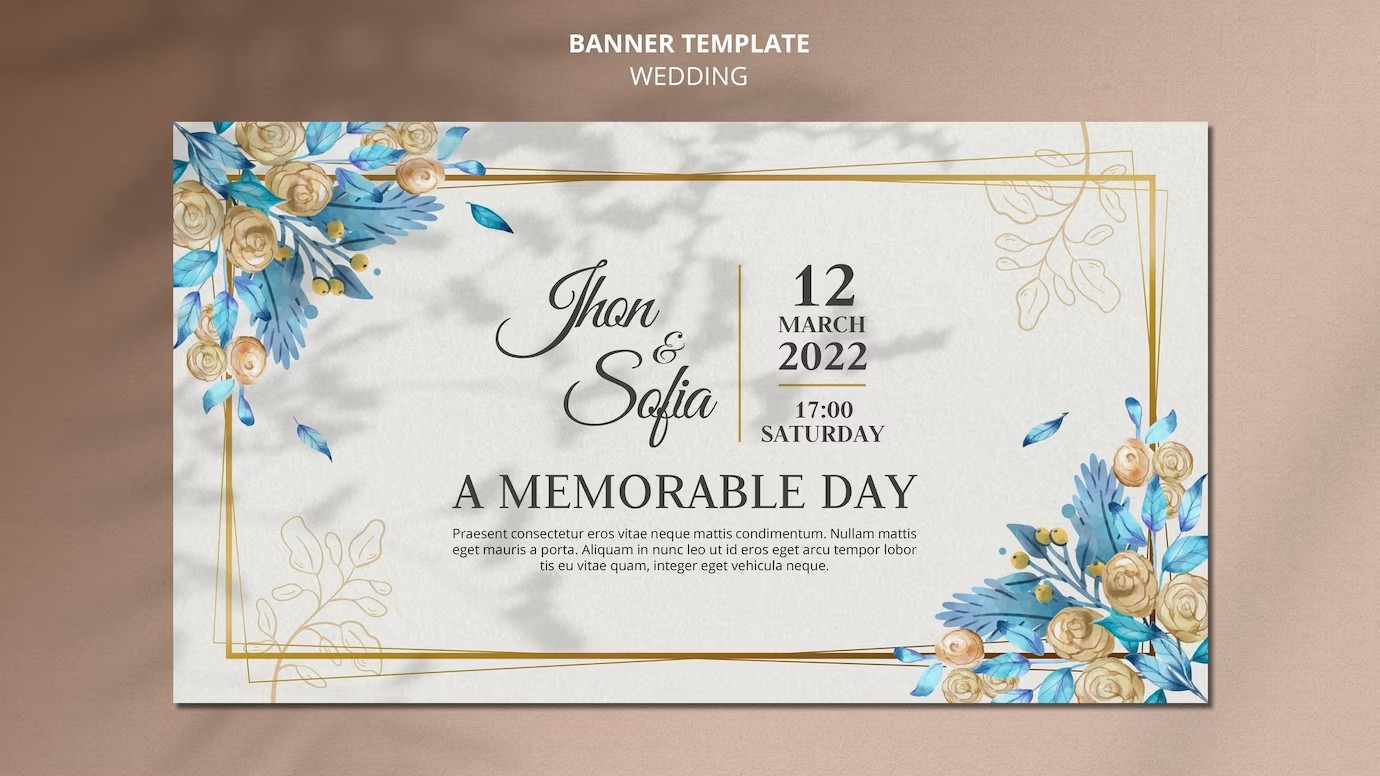 BANNER TEMPLATE
WEDDING
Jhon
&
Sofia
12
MARCH
2022
17:00
SATURDAY
A MEMORABLE DAY
Praesent consectetur eros vitae neque mattis condimentum. Nullam mattis
eget mauris a porta. Aliquam in nunc leo ut id eros eget arcu tempor lobor
tis eu vitae quam, integer eget vehicula neque.